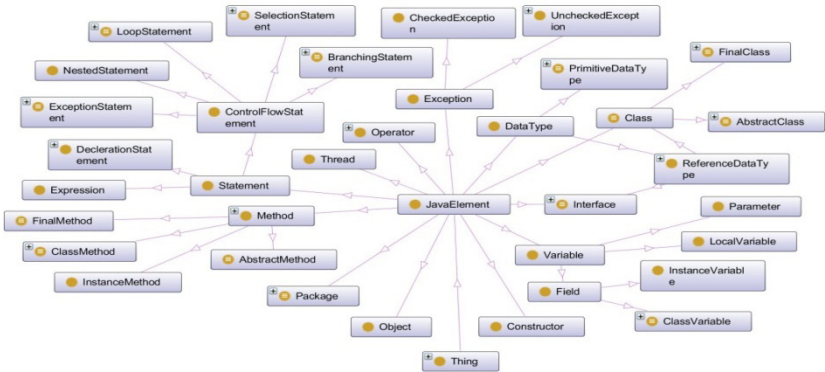 SelectionStatem
ent
LoopStatement
CheckedExceptio
n
UncheckedExcept
ion
NestedStatement
BranchingStatem
ent
PrimitiveDataTy
pe
FinalClass
ExceptionStatem
ent
ControlFlowStat
ement
Exception
DataType
Class
AbstractClass
Operator
DeclerationStat
ement
Thread
ReferenceDataTy
pe
Expression
Statement
JavaElement
Interface
Parameter
FinalMethod
Method
ClassMethod
AbstractMethod
Variable
LocalVariable
InstanceMethod
InstanceVariabl
e
Package
Field
Object
Constructor
ClassVariable
Thing